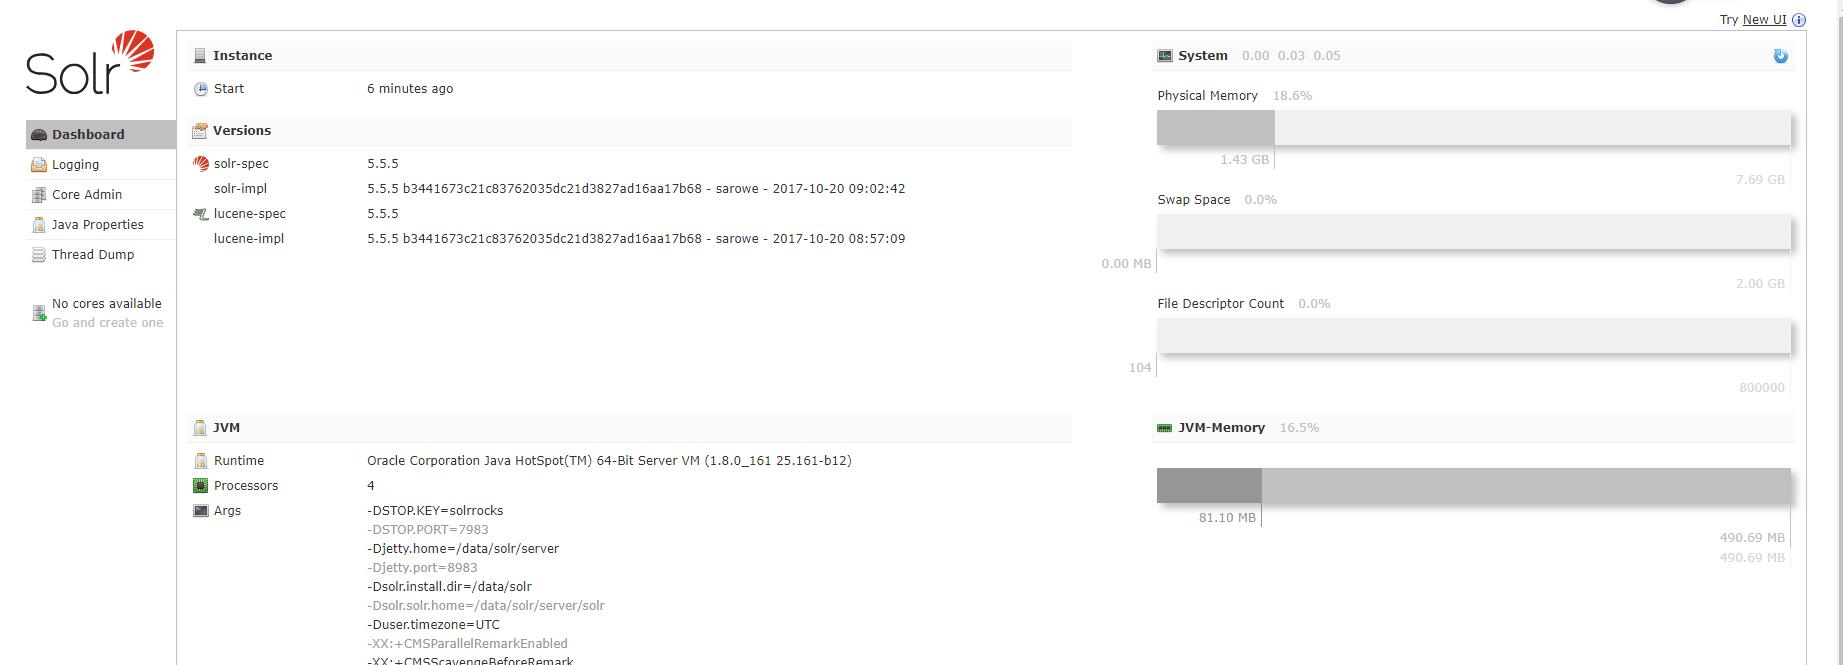 Try New UI
Solr
Dashboard
Logging
Core Admin
Java Properties
Thread Dump
No cores available
Go and create one
Instance
Start 6 minutes ago
Versions
solr-spec 5.5.5
solr-impl 5.5.5 b3441673c21c83762035dc21d3827ad16aa17b68 - sarowe - 2017-10-20 09:02:42
lucene-spec 5.5.5
lucene-impl 5.5.5 b3441673c21c83762035dc21d3827ad16aa17b68 - sarowe - 2017-10-20 08:57:09
System 0.00 0.03 0.05
Physical Memory 18.6%
1.43 GB
7.69 GB
Swap Space 0.0%
0.00 MB
2.00 GB
File Descriptor Count 0.0%
104
800000
JVM
Runtime Oracle Corporation Java HotSpot(TM) 64-Bit Server VM (1.8.0_161 25.161-b12)
Processors 4
Args -DSTOP.KEY=solrrocks
-DSTOP.PORT=7983
-Djetty.home=/data/solr/server
-Djetty.port=8983
-Dsolr.install.dir=/data/solr
-Dsolr.solr.home=/data/solr/server/solr
-Duser.timezone=UTC
-XX:+CMSParallelRemarkEnabled
-XX:+CMSScavengeBeforeRemark
JVM-Memory 16.5%
81.10 MB
490.69 MB
490.69 MB